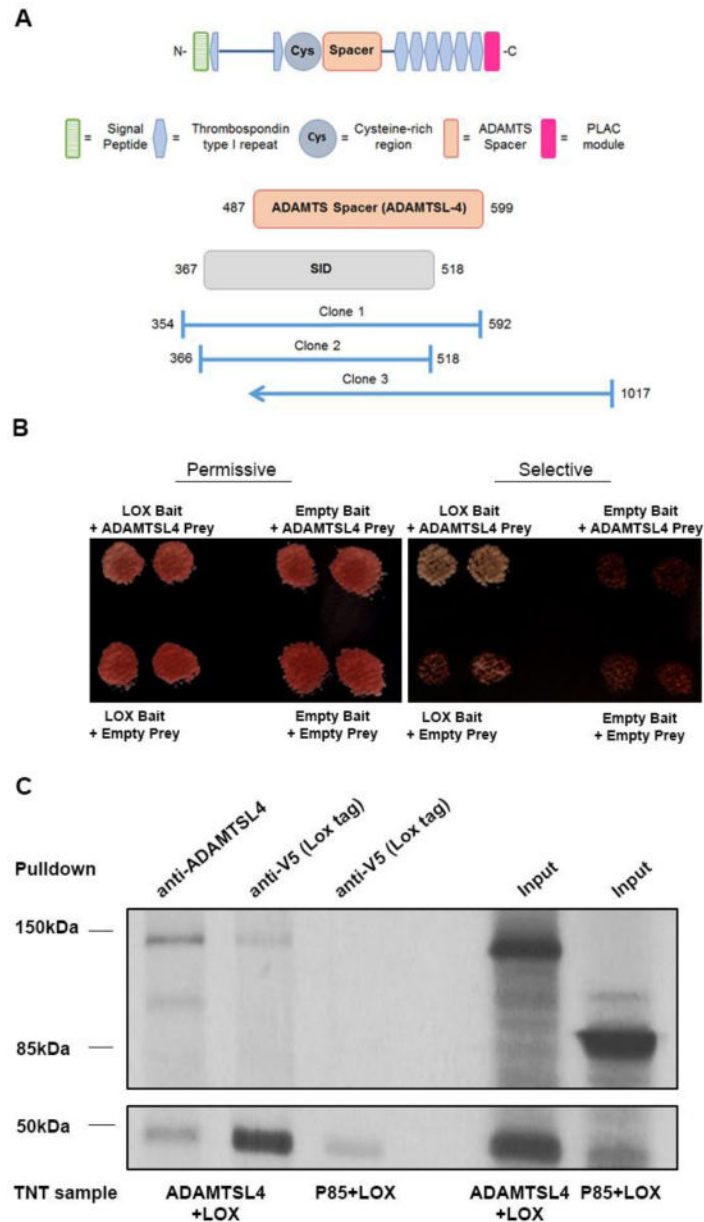 A
N-
Cys
Spacer
-C
= Signal Peptide
= Thrombospondin type I repeat
Cys = Cysteine-rich region
= ADAMTS Spacer
= PLAC module
487 ADAMTS Spacer (ADAMTSL-4) 599
367 SID 518
Clone 1
354 592
Clone 2
366 518
Clone 3
1017
B
Permissive
Selective
LOX Bait + ADAMTSL4 Prey
Empty Bait + ADAMTSL4 Prey
LOX Bait + ADAMTSL4 Prey
Empty Bait + ADAMTSL4 Prey
LOX Bait + Empty Prey
Empty Bait + Empty Prey
LOX Bait + Empty Prey
Empty Bait + Empty Prey
C
Pulldown
anti-ADAMTSL4
anti-V5 (Lox tag)
anti-V5 (Lox tag)
Input
Input
150kDa
85kDa
50kDa
TNT sample
ADAMTSL4 +LOX
P85+LOX
ADAMTSL4 +LOX
P85+LOX